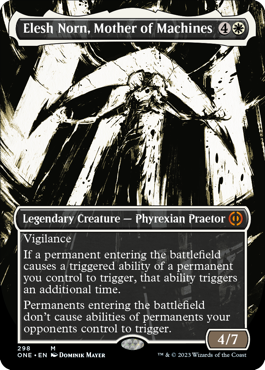 Elesh Norn, Mother of Machines 4
Legendary Creature — Phyrexian Praetor
Vigilance
If a permanent entering the battlefield
causes a triggered ability of a permanent
you control to trigger, that ability triggers
an additional time.
Permanents entering the battlefield
don't cause abilities of permanents your
opponents control to trigger.
4/7
298 M
ONE • EN DOMINIK MAYER
™ & © 2023 Wizards of the Coast